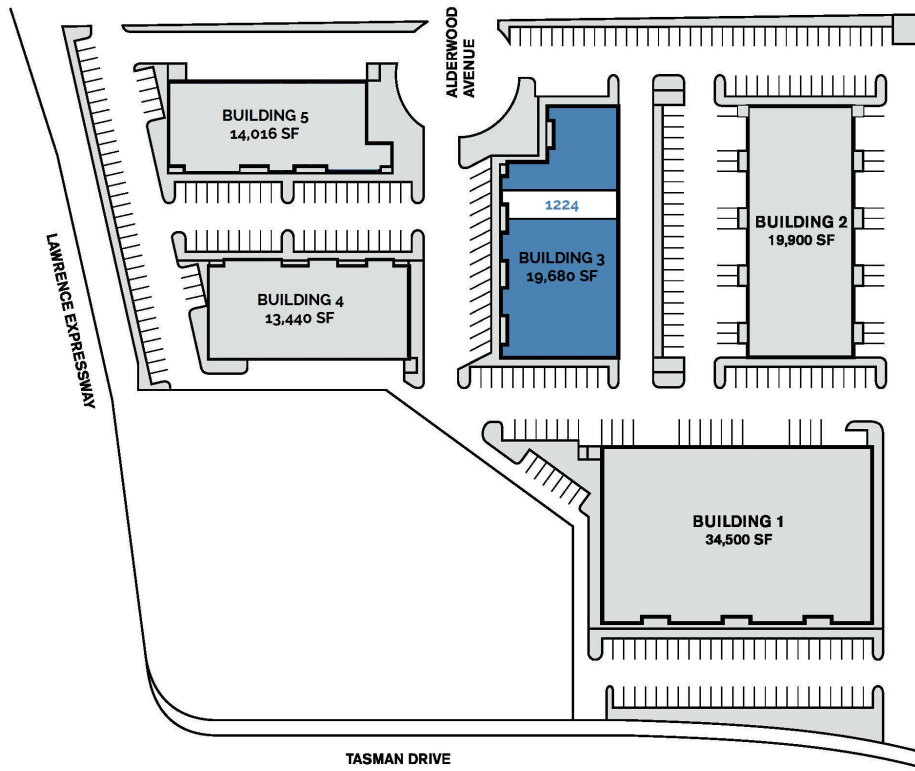 ALDERWOOD
AVENUE
BUILDING 5
14,016 SF
1224
BUILDING 2
19,900 SF
BUILDING 3
19,680 SF
BUILDING 4
13,440 SF
LAWRENCE EXPRESSWAY
BUILDING 1
34,500 SF
TASMAN DRIVE